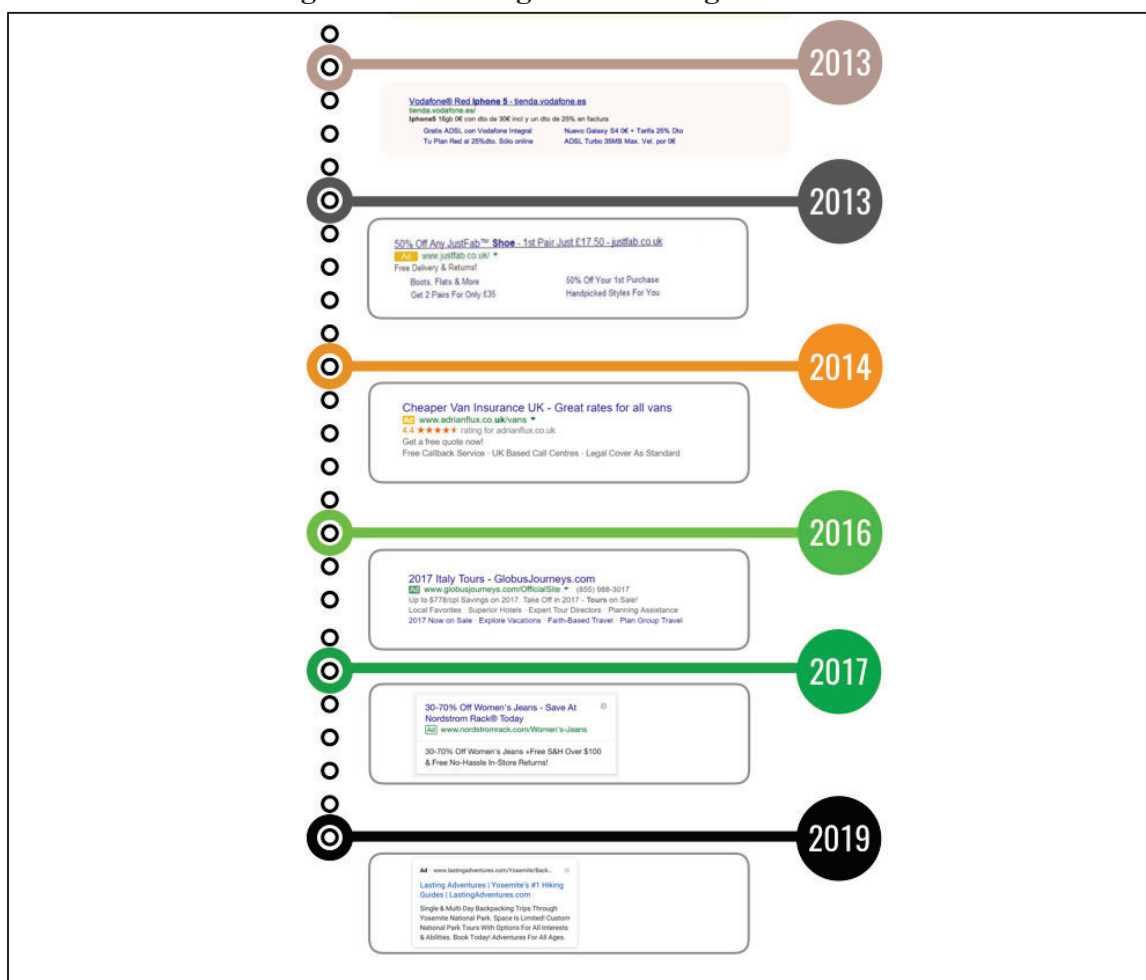 2013
Vodafone® Red Iphone 5 - tienda.vodafone.es
tienda.vodafone.es/
Iphone5 16gb 0€ con dto de 30€ incl y un dto de 25% en factura
Gratis ADSL con Vodafone Integral Nuevo Galaxy S4 0€ + Tarifa 25% Dto
Tu Plan Red al 25%dto. Sólo online ADSL Turbo 35MB Max. Vel. por 0€
2013
50% Off Any JustFab™ Shoe - 1st Pair Just £17.50 - justfab.co.uk
Ad www.justfab.co.uk/
Free Delivery & Returns!
Boots, Flats & More 50% Off Your 1st Purchase
Get 2 Pairs For Only £35 Handpicked Styles For You
2014
Cheaper Van Insurance UK - Great rates for all vans
Ad www.adrianflux.co.uk/vans
4.4 ★★★★★ rating for adrianflux.co.uk
Get a free quote now!
Free Callback Service · UK Based Call Centres · Legal Cover As Standard
2016
2017 Italy Tours - GlobusJourneys.com
Ad www.globusjourneys.com/OfficialSite (855) 988-3017
Up to $778/cpl Savings on 2017. Take Off in 2017 - Tours on Sale!
Local Favorites · Superior Hotels · Expert Tour Directors · Planning Assistance
2017 Now on Sale · Explore Vacations · Faith-Based Travel · Plan Group Travel
2017
30-70% Off Women's Jeans - Save At
Nordstrom Rack® Today
Ad www.nordstromrack.com/Women's-Jeans
30-70% Off Women's Jeans +Free S&H Over $100
& Free No-Hassle In-Store Returns!
2019
Ad · www.lastingadventures.com/Yosemite/Back...
Lasting Adventures | Yosemite's #1 Hiking
Guides | LastingAdventures.com
Single & Multi-Day Backpacking Trips Through
Yosemite National Park. Space Is Limited! Custom
National Park Tours With Options For All Interests
& Abilities. Book Today! Adventures For All Ages.